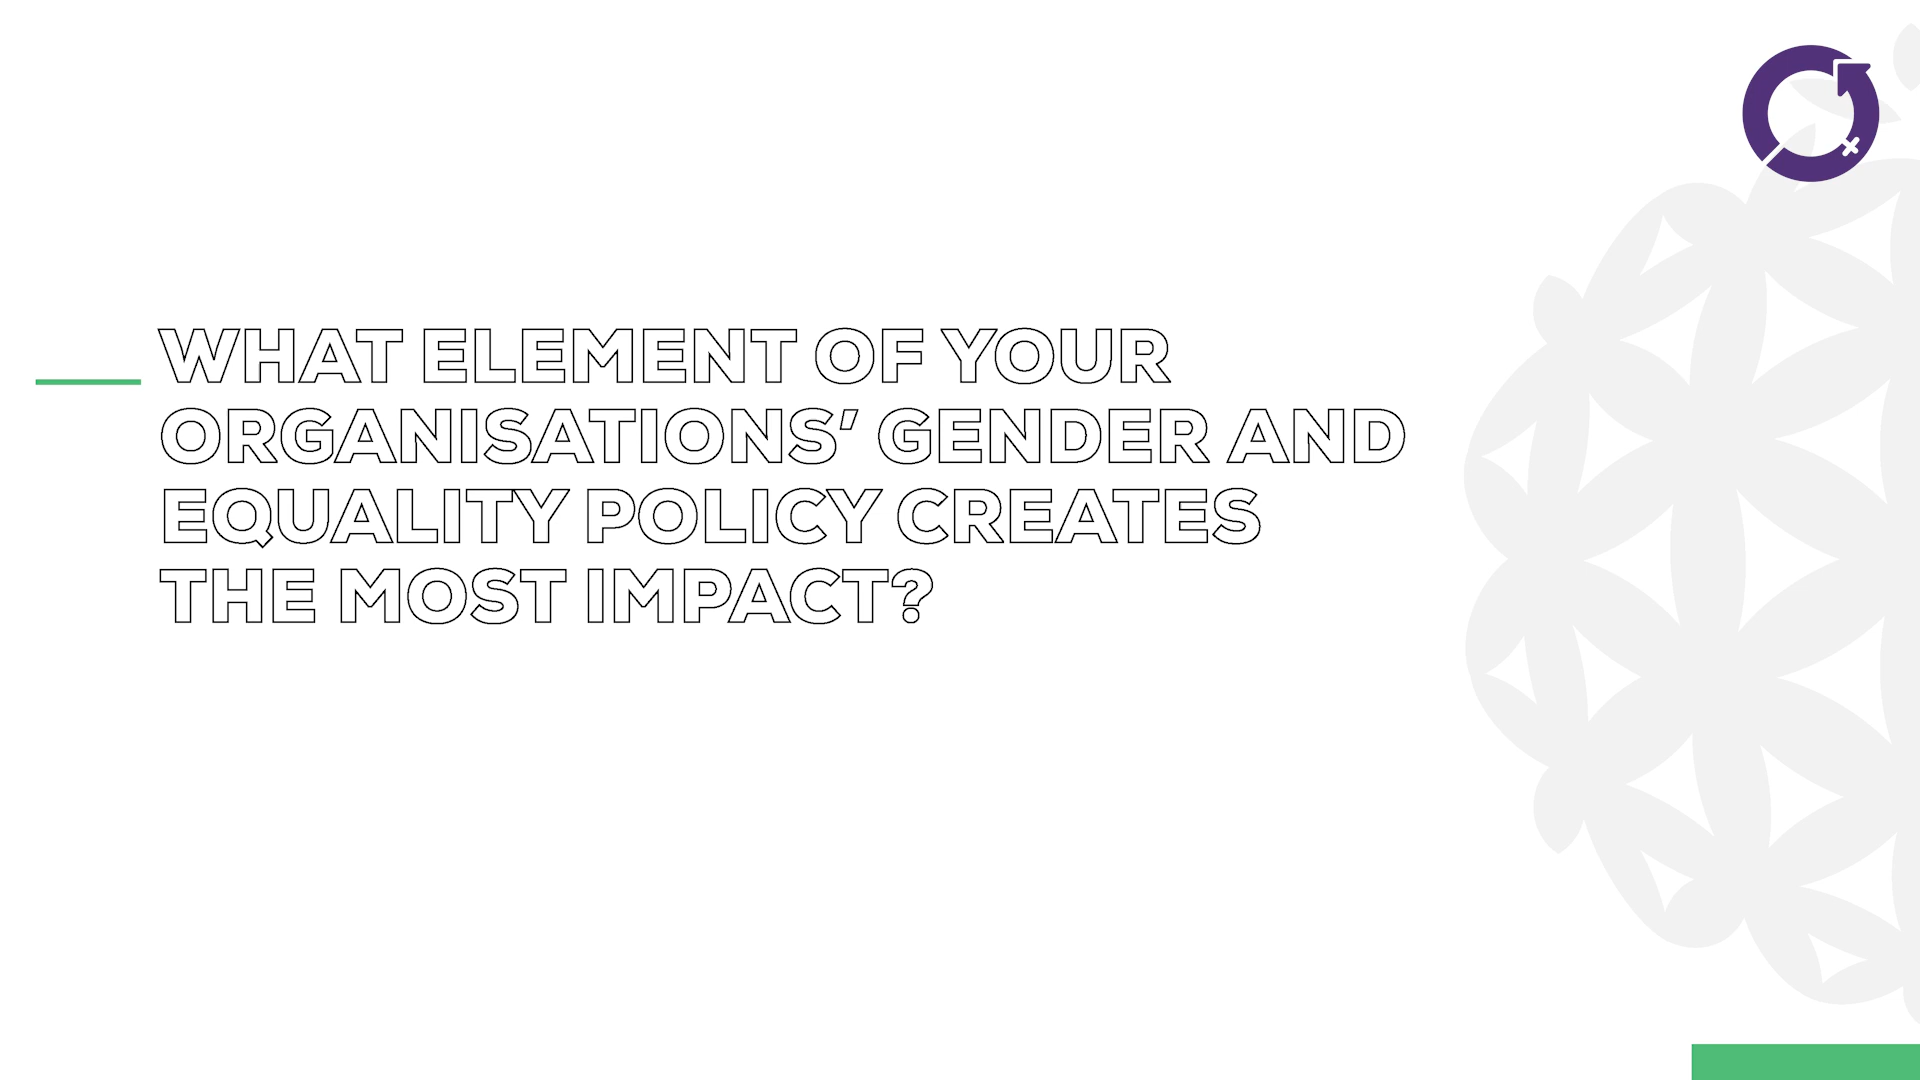 WHAT ELEMENT OF YOUR
ORGANISATIONS’ GENDER AND
EQUALITY POLICY CREATES
THE MOST IMPACT?